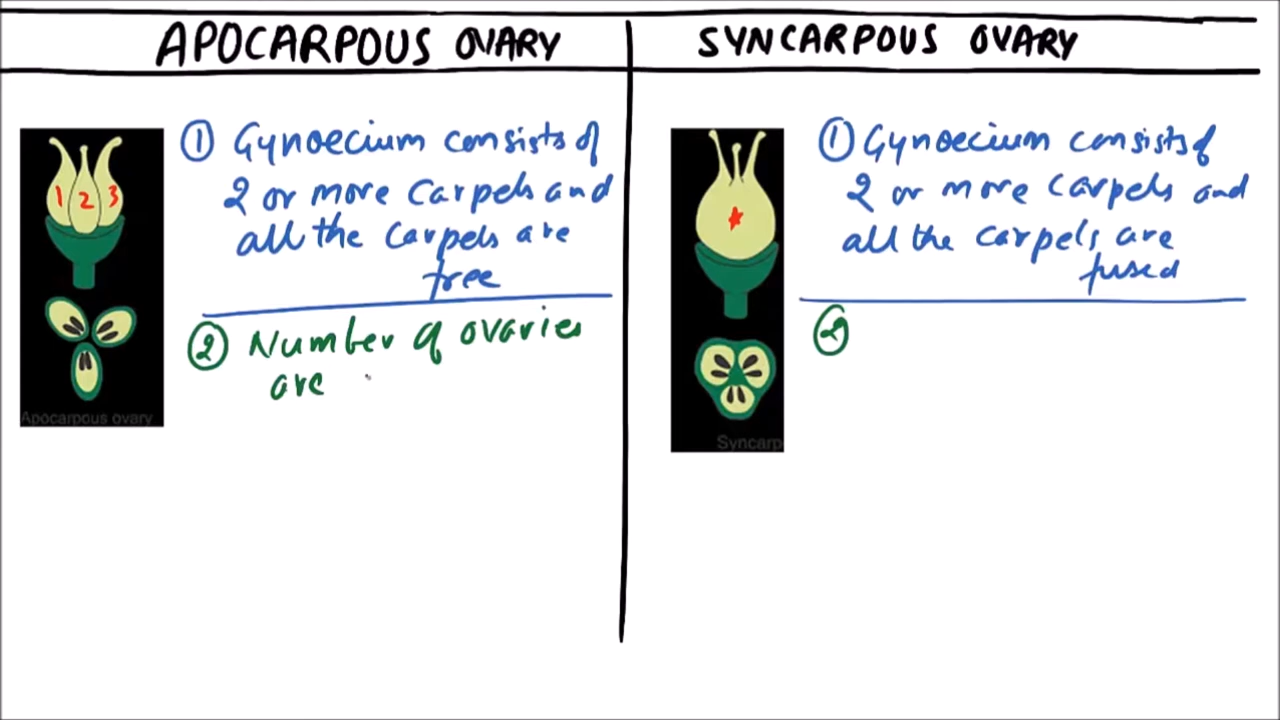 APOCARPOUS OVARY
SYNCARPOUS OVARY
1 2 3
Apocarpous ovary
① Gynoecium consists of
2 or more carpels and
all the carpels are
free
② Number of ovaries
are
Syncarp
① Gynoecium consists of
2 or more carpels and
all the carpels are
fused
②